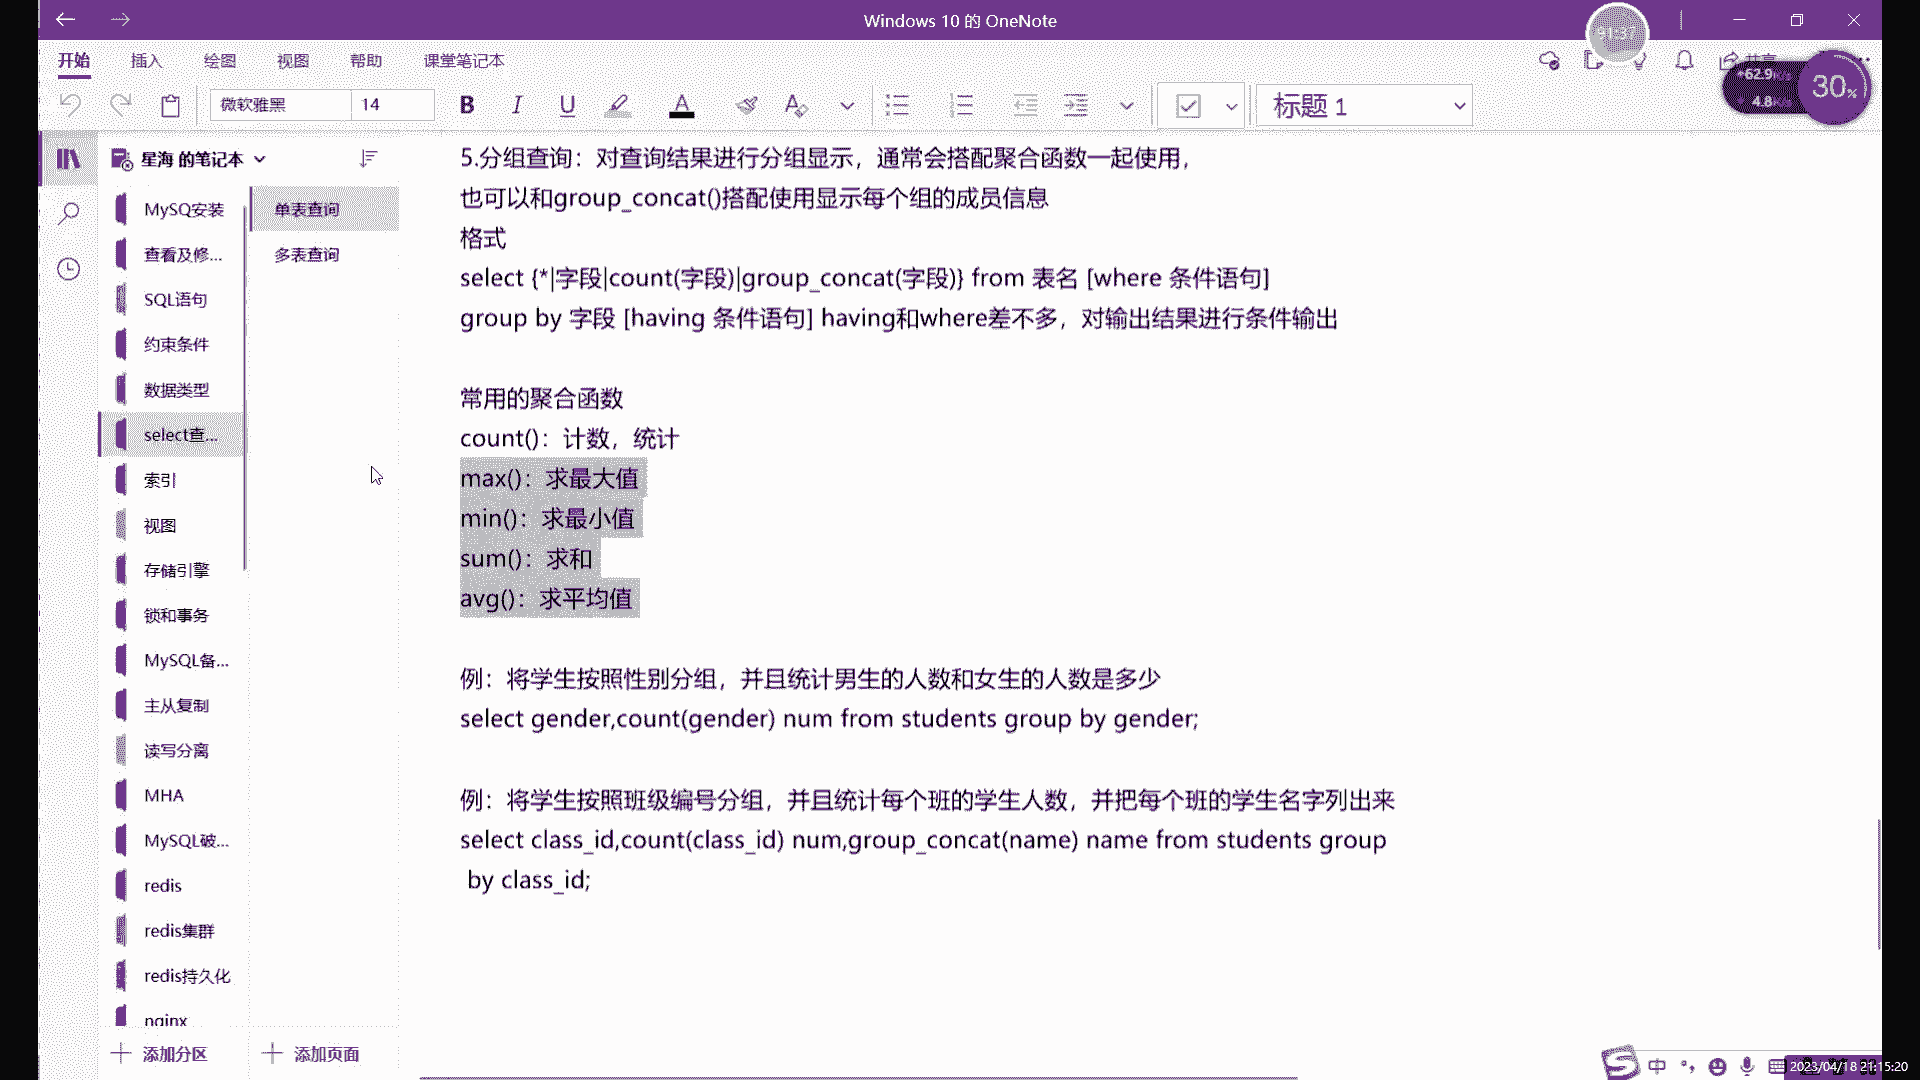 Windows 10 的 OneNote
开始 插入 绘图 视图 帮助 课堂笔记本
共享
+62.9K/s
4.8K/s
30%
微软雅黑 14 B I U A 标题 1
星海 的笔记本
MySQ安装
查看及修...
SQL语句
约束条件
数据类型
select查...
索引
视图
存储引擎
锁和事务
MySQL备...
主从复制
读写分离
MHA
MySQL破...
redis
redis集群
redis持久化
nginx
添加分区
单表查询
多表查询
添加页面
5.分组查询：对查询结果进行分组显示，通常会搭配聚合函数一起使用，
也可以和group_concat()搭配使用显示每个组的成员信息
格式
select {*|字段|count(字段)|group_concat(字段)} from 表名 [where 条件语句]
group by 字段 [having 条件语句] having和where差不多，对输出结果进行条件输出
常用的聚合函数
count()：计数，统计
max()：求最大值
min()：求最小值
sum()：求和
avg()：求平均值
例：将学生按照性别分组，并且统计男生的人数和女生的人数是多少
select gender,count(gender) num from students group by gender;
例：将学生按照班级编号分组，并且统计每个班的学生人数，并把每个班的学生名字列出来
select class_id,count(class_id) num,group_concat(name) name from students group
by class_id;
中
2023/04/18 21:15:20